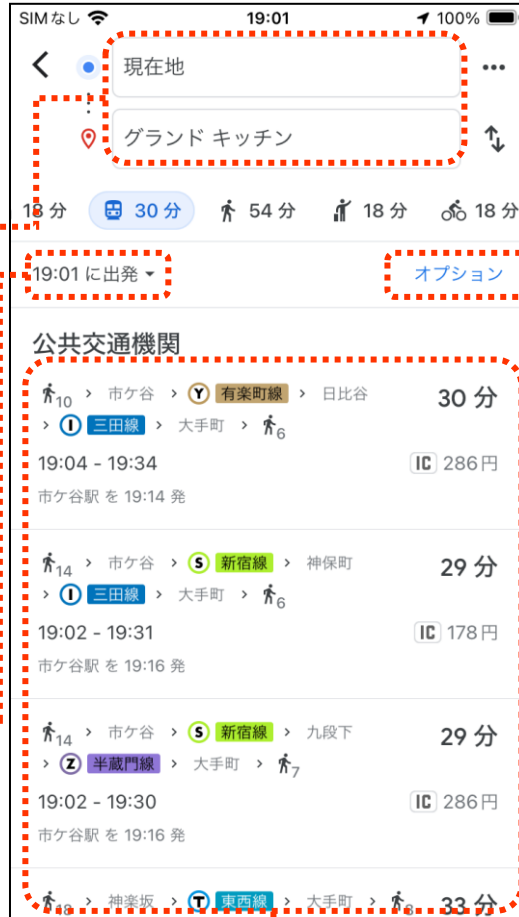 SIMなし 19:01 100%
現在地
グランド キッチン
18 分 30 分 54 分 18 分 18 分
19:01 に出発 オプション
公共交通機関
10 › 市ケ谷 › Y 有楽町線 › 日比谷 30 分
› I 三田線 › 大手町 › 6
19:04 - 19:34 IC 286円
市ケ谷駅 を 19:14 発
14 › 市ケ谷 › S 新宿線 › 神保町 29 分
› I 三田線 › 大手町 › 6
19:02 - 19:31 IC 178円
市ケ谷駅 を 19:16 発
14 › 市ケ谷 › S 新宿線 › 九段下 29 分
› Z 半蔵門線 › 大手町 › 7
19:02 - 19:30 IC 286円
市ケ谷駅 を 19:16 発
18 › 神楽坂 › T 東西線 › 大手町 › 8 33 分